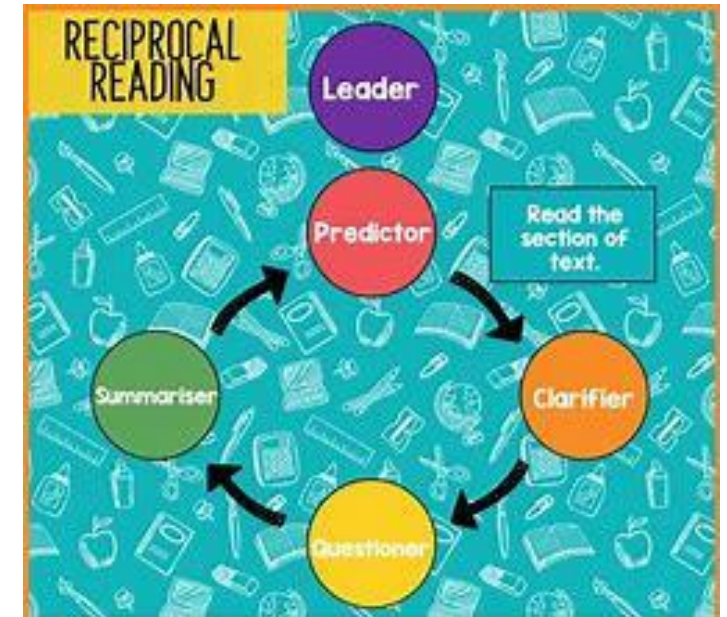 RECIPROCAL
READING
Leader
Predictor
Read the
section of
text.
Clarifier
Questioner
Summariser